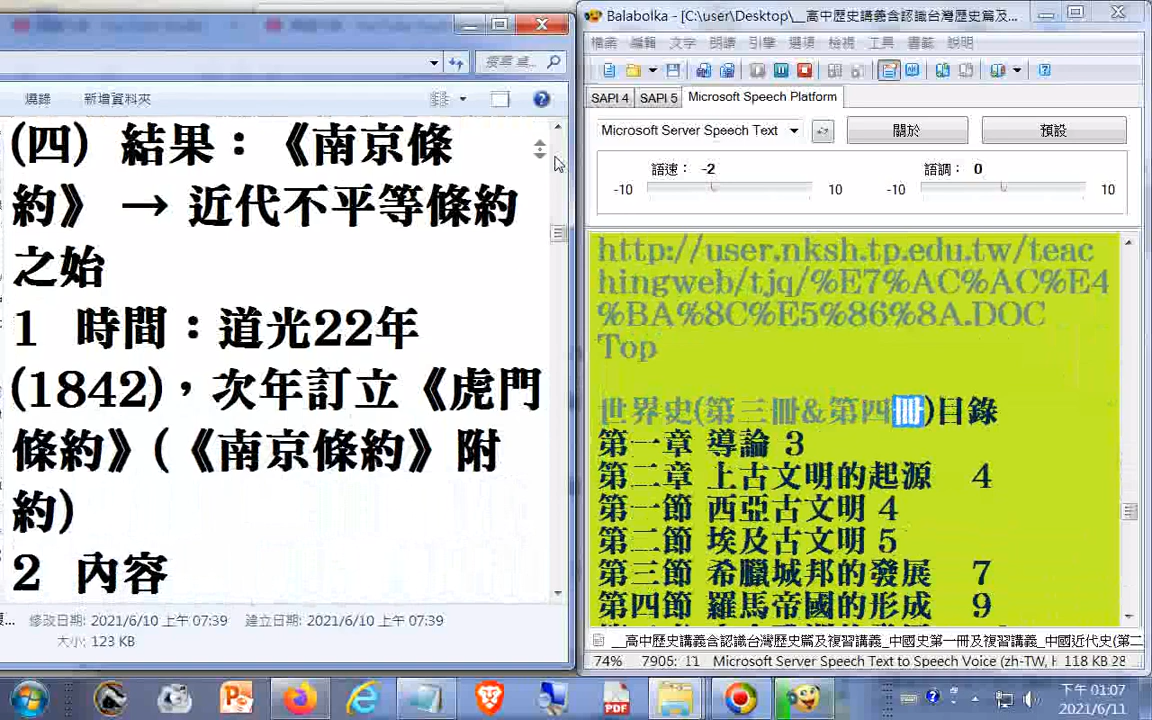 搜尋 桌...
燒錄 新增資料夾
(四) 結果：《南京條
約》 → 近代不平等條約
之始
1 時間：道光22年
(1842)，次年訂立《虎門
條約》(《南京條約》附
約)
2 內容
修改日期: 2021/6/10 上午 07:39 建立日期: 2021/6/10 上午 07:39
大小: 123 KB
Balabolka - [C:\user\Desktop\__高中歷史講義含認識台灣歷史篇及...
檔案 編輯 文字 朗讀 引擎 選項 檢視 工具 書籤 說明
SAPI 4 SAPI 5 Microsoft Speech Platform
Microsoft Server Speech Text 關於 預設
語速： -2 語調： 0
-10 10 -10 10
http://user.nksh.tp.edu.tw/teac
hingweb/tjq/%E7%AC%AC%E4
%BA%8C%E5%86%8A.DOC
Top
世界史(第三冊&第四冊)目錄
第一章 導論 3
第二章 上古文明的起源 4
第一節 西亞古文明 4
第二節 埃及古文明 5
第三節 希臘城邦的發展 7
第四節 羅馬帝國的形成 9
__高中歷史講義含認識台灣歷史篇及複習講義_中國史第一冊及複習講義_中國近代史(第二
74% 7905: 11 Microsoft Server Speech Text to Speech Voice (zh-TW, H 118 KB 28
PDF
下午 01:07
2021/6/11